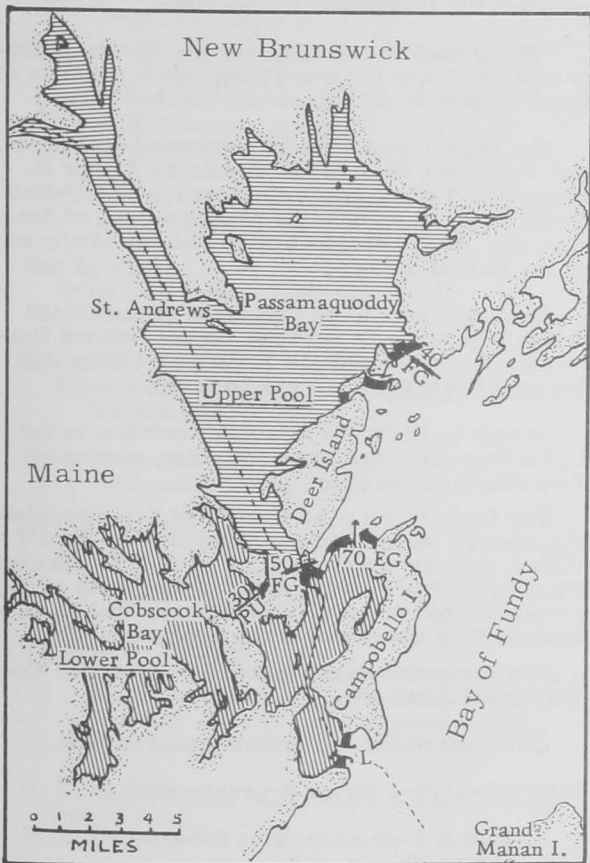 New Brunswick
St. Andrews
Passamaquoddy
Bay
40
FG
Upper Pool
Deer Island
Maine
50
FG
70 EG
30
PU
Cobscook
Bay
Lower Pool
Campobello I.
Bay of Fundy
L
0 1 2 3 4 5
MILES
Grand
Manan I.